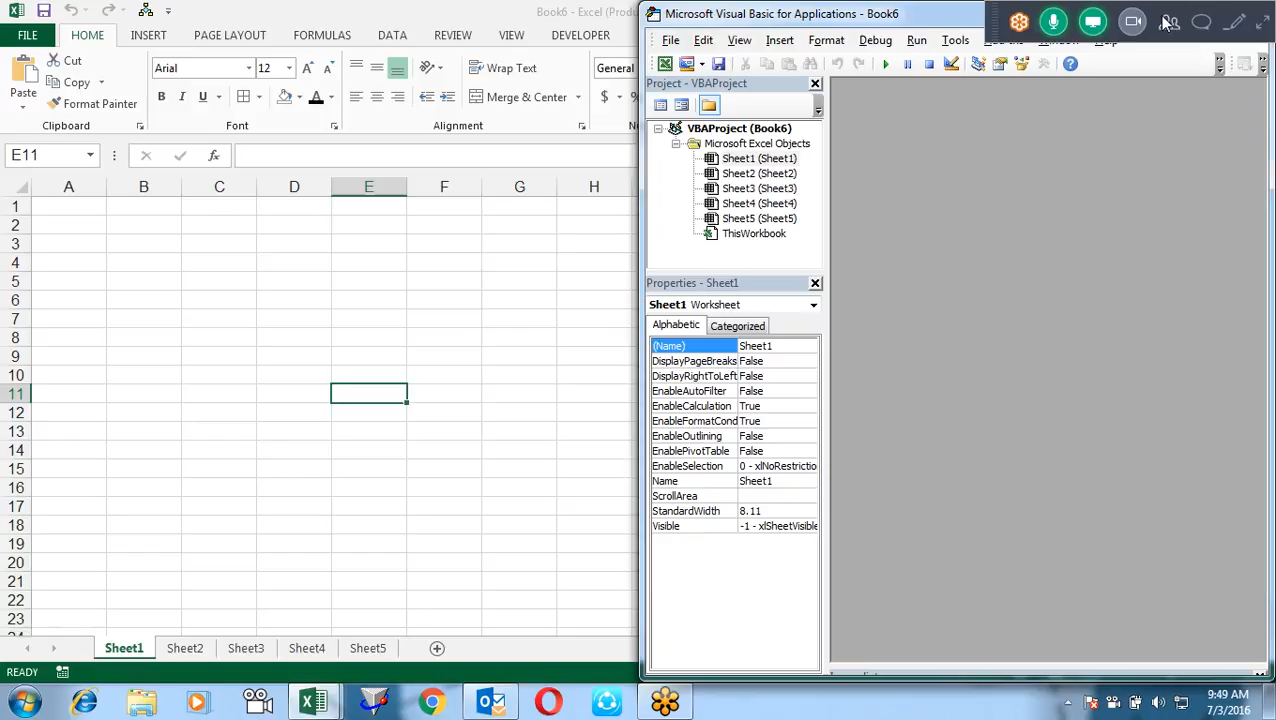 Book6 - Excel (Produ
FILE
HOME
INSERT
PAGE LAYOUT
FORMULAS
DATA
REVIEW
VIEW
DEVELOPER
Paste
Cut
Copy
Format Painter
Clipboard
Arial
12
B I U
A A
A
Font
Wrap Text
Merge & Center
Alignment
General
$ %
E11
fx
A B C D E F G H
1
2
3
4
5
6
7
8
9
10
11
12
13
14
15
16
17
18
19
20
21
22
23
Sheet1 Sheet2 Sheet3 Sheet4 Sheet5
READY
Microsoft Visual Basic for Applications - Book6
File Edit View Insert Format Debug Run Tools
Project - VBAProject
VBAProject (Book6)
Microsoft Excel Objects
Sheet1 (Sheet1)
Sheet2 (Sheet2)
Sheet3 (Sheet3)
Sheet4 (Sheet4)
Sheet5 (Sheet5)
ThisWorkbook
Properties - Sheet1
Sheet1 Worksheet
Alphabetic Categorized
(Name) Sheet1
DisplayPageBreaks False
DisplayRightToLeft False
EnableAutoFilter False
EnableCalculation True
EnableFormatCond True
EnableOutlining False
EnablePivotTable False
EnableSelection 0 - xlNoRestrictio
Name Sheet1
ScrollArea
StandardWidth 8.11
Visible -1 - xlSheetVisible
9:49 AM
7/3/2016